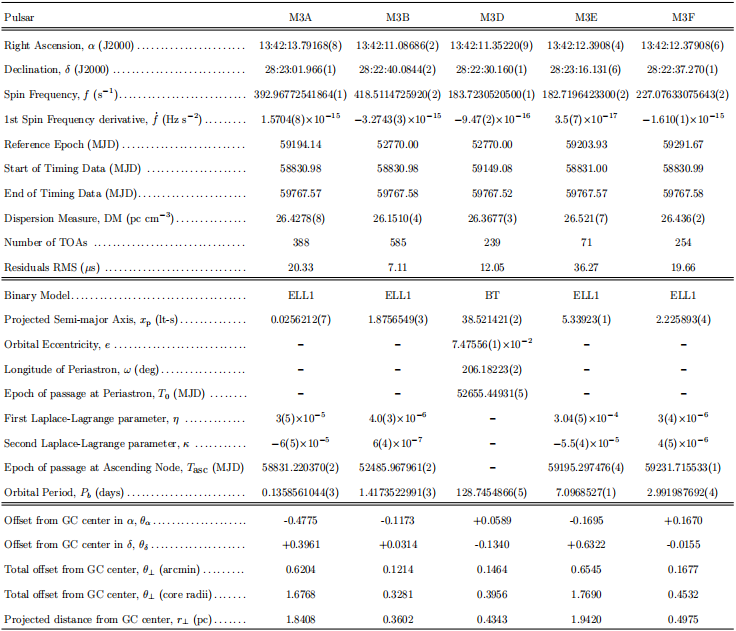 Pulsar M3A M3B M3D M3E M3F
Right Ascension, α (J2000) . . . . . . . . . . . . . . . . . . . . . . . 13:42:13.79168(8) 13:42:11.08686(2) 13:42:11.35220(9) 13:42:12.3908(4) 13:42:12.37908(6)
Declination, δ (J2000) . . . . . . . . . . . . . . . . . . . . . . . . . . . . 28:23:01.966(1) 28:22:40.0844(2) 28:22:30.160(1) 28:23:16.131(6) 28:22:37.270(1)
Spin Frequency, f (s⁻¹) . . . . . . . . . . . . . . . . . . . . . . . . . . 392.96772541864(1) 418.5114725920(2) 183.7230520500(1) 182.7196423300(2) 227.07633075643(2)
1st Spin Frequency derivative, ḟ (Hz s⁻²) . . . . . . . . . 1.5704(8)×10⁻¹⁵ −3.2743(3)×10⁻¹⁵ −9.47(2)×10⁻¹⁶ 3.5(7)×10⁻¹⁷ −1.610(1)×10⁻¹⁵
Reference Epoch (MJD) . . . . . . . . . . . . . . . . . . . . . . . . . . 59194.14 52770.00 52770.00 59203.93 59291.67
Start of Timing Data (MJD) . . . . . . . . . . . . . . . . . . . . . 58830.98 58830.98 59149.08 58831.00 58830.99
End of Timing Data (MJD) . . . . . . . . . . . . . . . . . . . . . . . 59767.57 59767.58 59767.52 59767.57 59767.58
Dispersion Measure, DM (pc cm⁻³) . . . . . . . . . . . . . . . 26.4278(8) 26.1510(4) 26.3677(3) 26.521(7) 26.436(2)
Number of TOAs . . . . . . . . . . . . . . . . . . . . . . . . . . . . . . . . 388 585 239 71 254
Residuals RMS (μs) . . . . . . . . . . . . . . . . . . . . . . . . . . . . . 20.33 7.11 12.05 36.27 19.66
Binary Model . . . . . . . . . . . . . . . . . . . . . . . . . . . . . . . . . . . ELL1 ELL1 BT ELL1 ELL1
Projected Semi-major Axis, xₚ (lt-s) . . . . . . . . . . . . . . 0.0256212(7) 1.8756549(3) 38.521421(2) 5.33923(1) 2.225893(4)
Orbital Eccentricity, e . . . . . . . . . . . . . . . . . . . . . . . . . . . . – – 7.47556(1)×10⁻² – –
Longitude of Periastron, ω (deg) . . . . . . . . . . . . . . . . . . – – 206.18223(2) – –
Epoch of passage at Periastron, T₀ (MJD) . . . . . . . . – – 52655.44931(5) – –
First Laplace-Lagrange parameter, η . . . . . . . . . . . . . 3(5)×10⁻⁵ 4.0(3)×10⁻⁶ – 3.04(5)×10⁻⁴ 3(4)×10⁻⁶
Second Laplace-Lagrange parameter, κ . . . . . . . . . . . −6(5)×10⁻⁵ 6(4)×10⁻⁷ – −5.5(4)×10⁻⁵ 4(5)×10⁻⁶
Epoch of passage at Ascending Node, Tasc (MJD) 58831.220370(2) 52485.967961(2) – 59195.297476(4) 59231.715533(1)
Orbital Period, P_b (days) . . . . . . . . . . . . . . . . . . . . . . . . 0.1358561044(3) 1.4173522991(3) 128.7454866(5) 7.0968527(1) 2.991987692(4)
Offset from GC center in α, θα . . . . . . . . . . . . . . . . . . . -0.4775 -0.1173 +0.0589 -0.1695 +0.1670
Offset from GC center in δ, θδ . . . . . . . . . . . . . . . . . . . +0.3961 +0.0314 -0.1340 +0.6322 -0.0155
Total offset from GC center, θ⊥ (arcmin) . . . . . . . . . 0.6204 0.1214 0.1464 0.6545 0.1677
Total offset from GC center, θ⊥ (core radii) . . . . . . . 1.6768 0.3281 0.3956 1.7690 0.4532
Projected distance from GC center, r⊥ (pc) . . . . . . . 1.8408 0.3602 0.4343 1.9420 0.4975